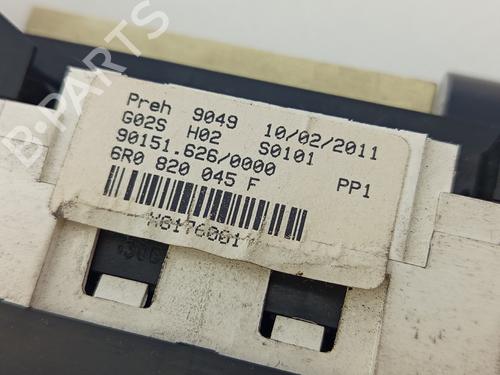 Preh 9049 10/02/2011
G02S H02 S0101
90151.626/0000
6R0 820 045 F PP1
B-PARTS